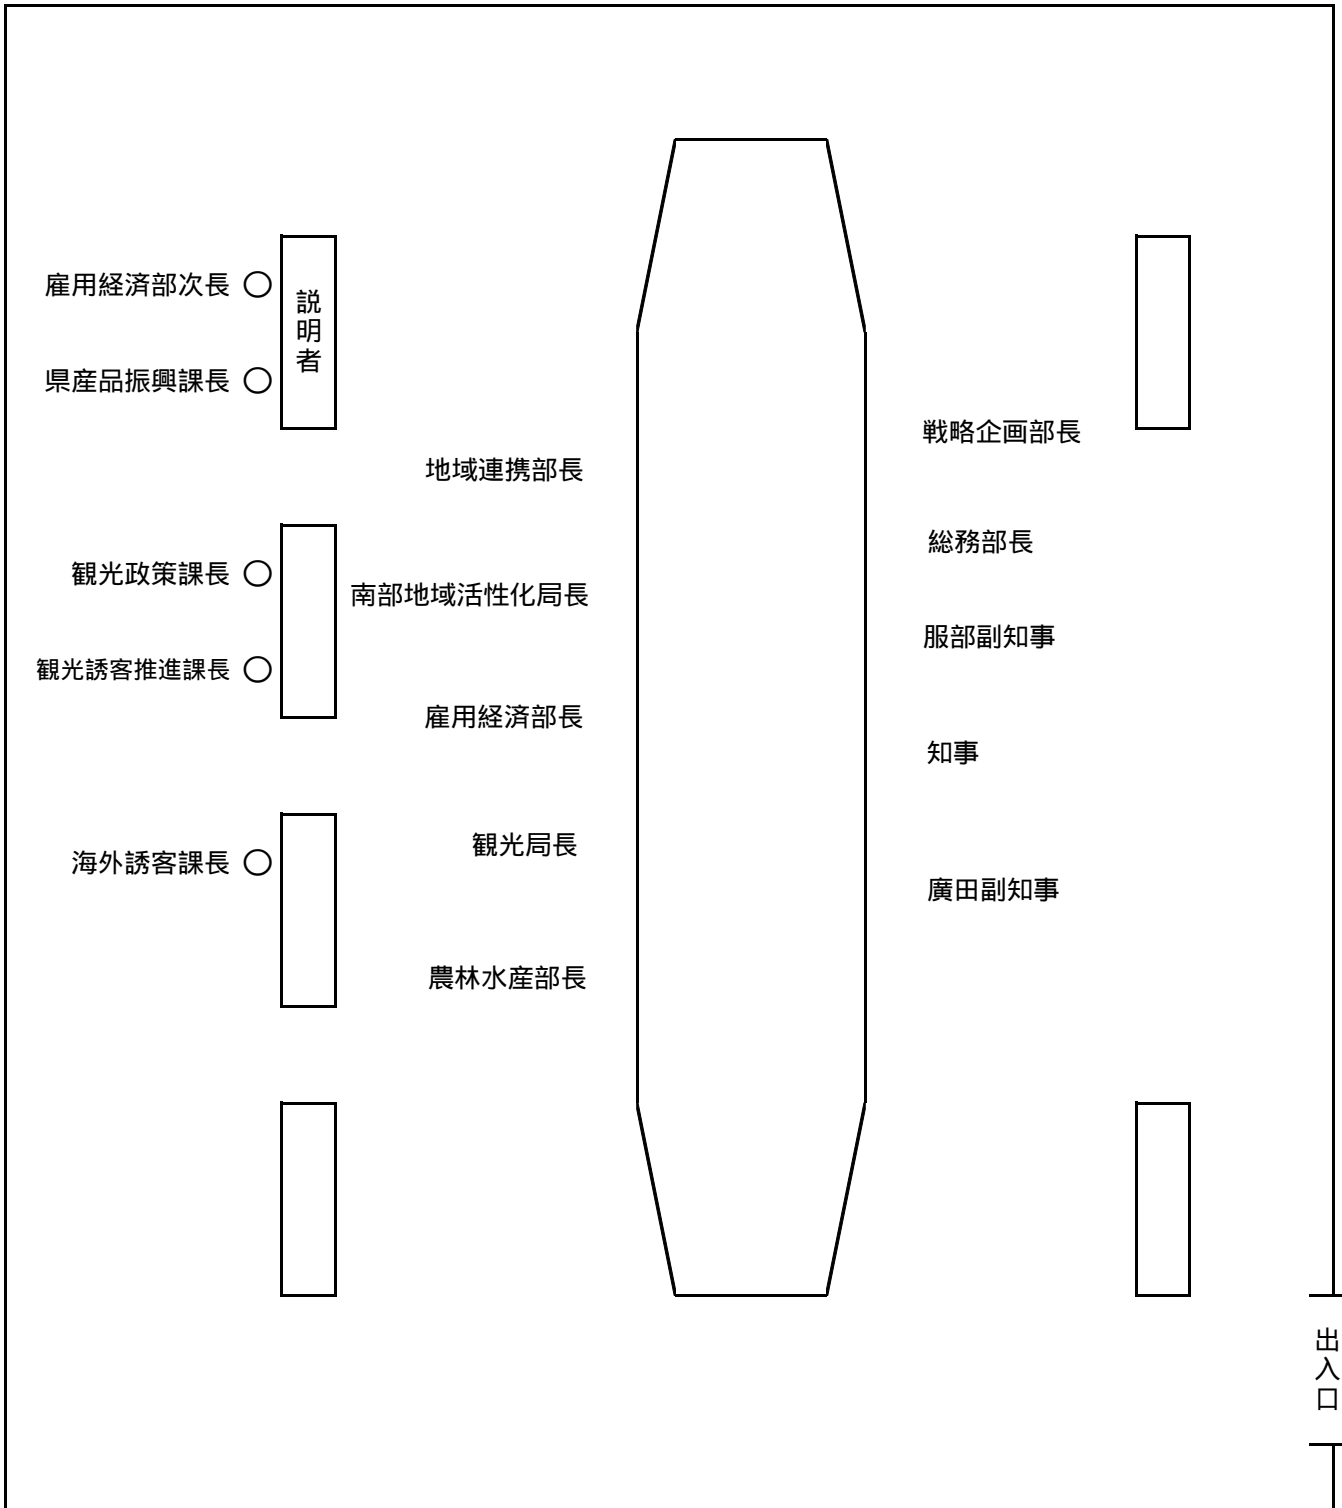 雇用経済部次長 ○
説明者
県産品振興課長 ○
戦略企画部長
地域連携部長
総務部長
観光政策課長 ○
南部地域活性化局長
服部副知事
観光誘客推進課長 ○
雇用経済部長
知事
観光局長
海外誘客課長 ○
廣田副知事
農林水産部長
出入口